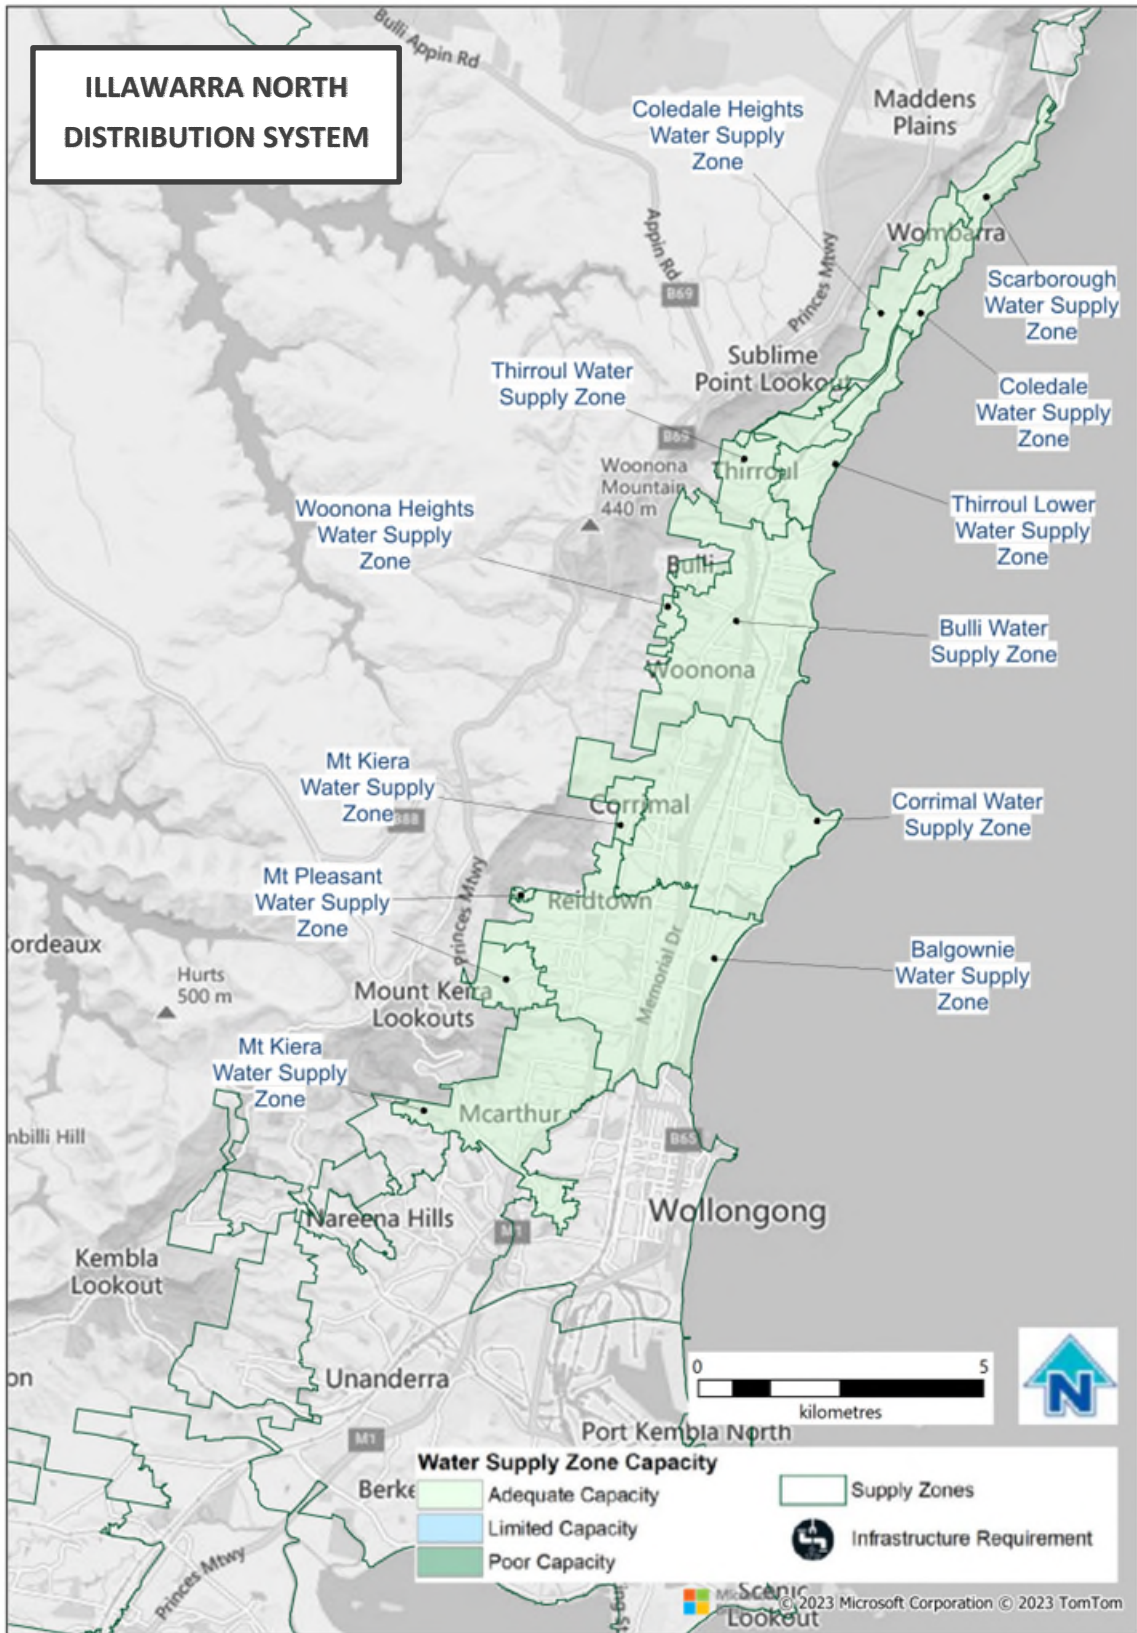 ILLAWARRA NORTH
DISTRIBUTION SYSTEM
Bulli Appin Rd
Coledale Heights
Water Supply
Zone
Maddens
Plains
Appin Rd
Princes Mtwy
Wombarra
B69
Scarborough
Water Supply
Zone
Sublime
Point Lookout
Thirroul Water
Supply Zone
Coledale
Water Supply
Zone
B69
Woonona
Mountain
440 m
Thirroul
Woonona Heights
Water Supply
Zone
Thirroul Lower
Water Supply
Zone
Bulli
Bulli Water
Supply Zone
Woonona
Mt Kiera
Water Supply
Zone
B88
Corrimal
Corrimal Water
Supply Zone
Mt Pleasant
Water Supply
Zone
Princes Mtwy
Reidtown
ordeaux
Hurts
500 m
Mount Keira
Lookouts
Memorial Dr
Balgownie
Water Supply
Zone
Mt Kiera
Water Supply
Zone
Mcarthur
nbilli Hill
B65
Nareena Hills
M1
Wollongong
Kembla
Lookout
on
Unanderra
0 5
kilometres
N
M1
Port Kembla North
Berke
Water Supply Zone Capacity
Adequate Capacity
Limited Capacity
Poor Capacity
Supply Zones
Infrastructure Requirement
Princes Mtwy
ing St
Scenic
Lookout
© 2023 Microsoft Corporation © 2023 TomTom